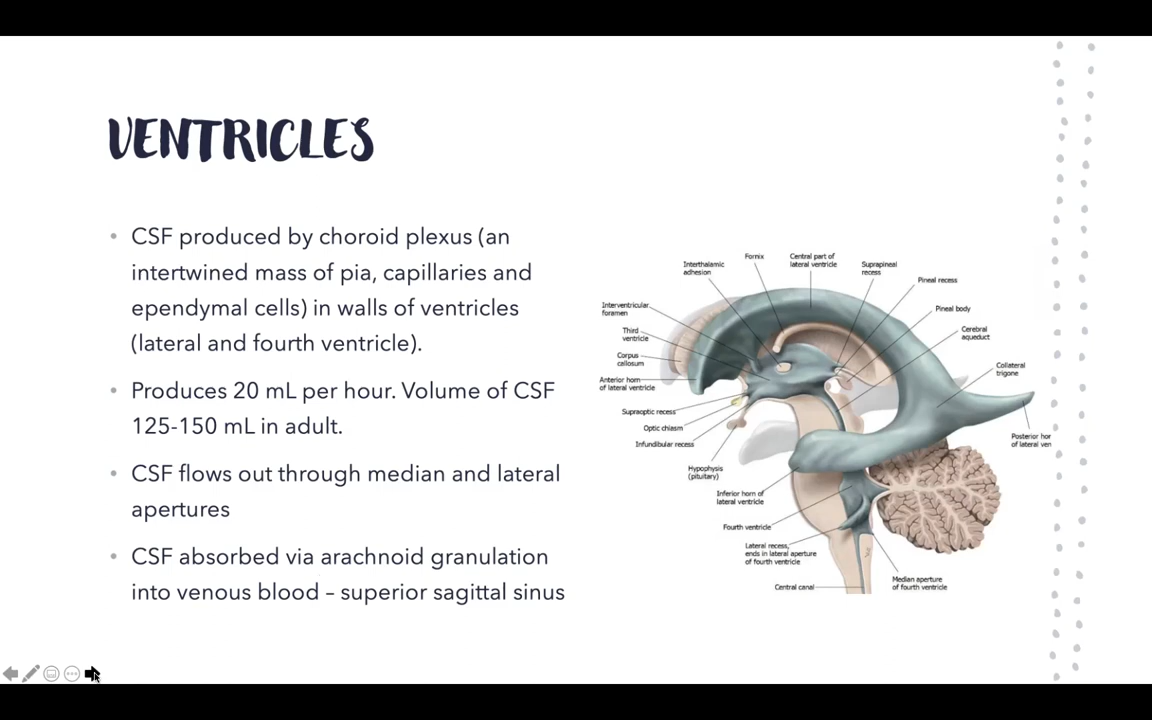 VENTRICLES
CSF produced by choroid plexus (an
intertwined mass of pia, capillaries and
ependymal cells) in walls of ventricles
(lateral and fourth ventricle).
Produces 20 mL per hour. Volume of CSF
125-150 mL in adult.
CSF flows out through median and lateral
apertures
CSF absorbed via arachnoid granulation
into venous blood – superior sagittal sinus
Fornix
Central part of
lateral ventricle
Interthalamic
adhesion
Suprapineal
recess
Pineal recess
Interventricular
foramen
Pineal body
Third
ventricle
Cerebral
aqueduct
Corpus
callosum
Collateral
trigone
Anterior horn
of lateral ventricle
Supraoptic recess
Optic chiasm
Infundibular recess
Posterior hor
of lateral ven
Hypophysis
(pituitary)
Inferior horn of
lateral ventricle
Fourth ventricle
Lateral recess,
ends in lateral aperture
of fourth ventricle
Median aperture
of fourth ventricle
Central canal